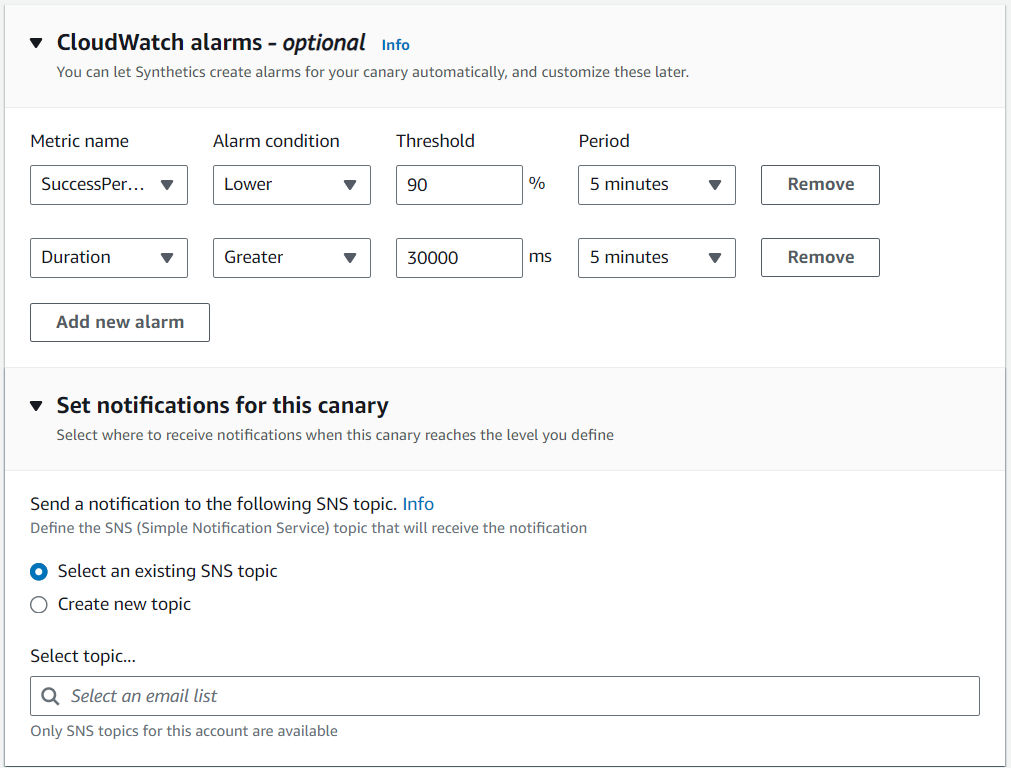 CloudWatch alarms - optional Info
You can let Synthetics create alarms for your canary automatically, and customize these later.
Metric name Alarm condition Threshold Period
SuccessPer... Lower 90 % 5 minutes Remove
Duration Greater 30000 ms 5 minutes Remove
Add new alarm
Set notifications for this canary
Select where to receive notifications when this canary reaches the level you define
Send a notification to the following SNS topic. Info
Define the SNS (Simple Notification Service) topic that will receive the notification
Select an existing SNS topic
Create new topic
Select topic...
Select an email list
Only SNS topics for this account are available